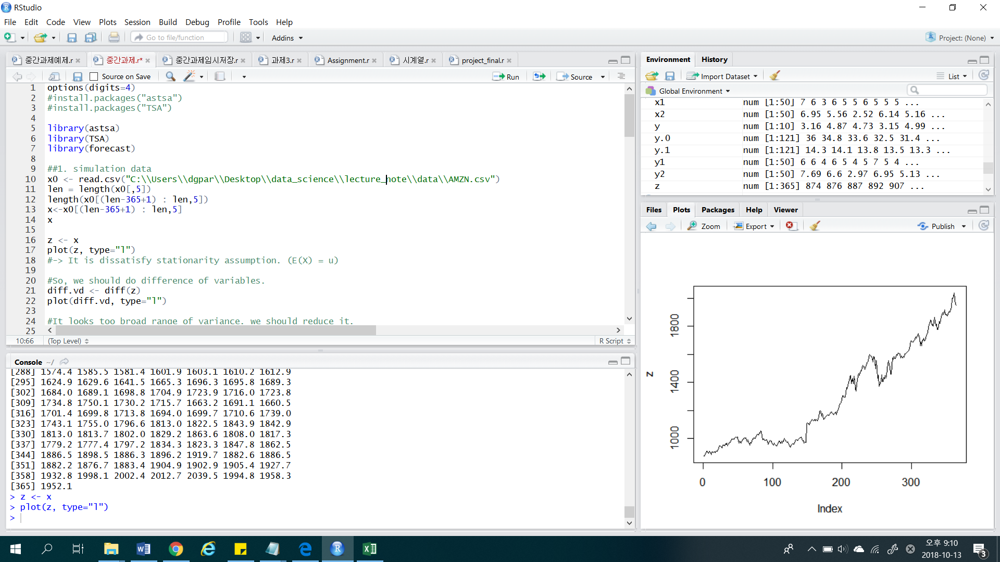 RStudio
File Edit Code View Plots Session Build Debug Profile Tools Help
Go to file/function Addins Project: (None)
중간과제예제.r 중간과제.r* 중간과제임시저장.r 과제3.r Assignment.r 시계열.r project_final.r
Source on Save Run Source
1 options(digits=4)
2 #install.packages("astsa")
3 #install.packages("TSA")
4
5 library(astsa)
6 library(TSA)
7 library(forecast)
8
9 ##1. simulation data
10 x0 <- read.csv("C:\\Users\\dgpar\\Desktop\\data_science\\lecture_note\\data\\AMZN.csv")
11 len = length(x0[,5])
12 length(x0[(len-365+1) : len,5])
13 x<-x0[(len-365+1) : len,5]
14 x
15
16 z <- x
17 plot(z, type="l")
18 #-> It is dissatisfy stationarity assumption. (E(X) = u)
19
20 #So, we should do difference of variables.
21 diff.vd <- diff(z)
22 plot(diff.vd, type="l")
23
24 #It looks too broad range of variance. we should reduce it.
25
10:66 (Top Level) R Script
Console ~/
[288] 1574.4 1585.5 1581.4 1601.9 1603.1 1610.2 1612.9
[295] 1624.9 1629.6 1641.5 1665.3 1696.3 1695.8 1689.3
[302] 1684.0 1689.1 1698.8 1704.9 1723.9 1716.0 1723.8
[309] 1734.8 1750.1 1730.2 1715.7 1663.2 1691.1 1660.5
[316] 1701.4 1699.8 1713.8 1694.0 1699.7 1710.6 1739.0
[323] 1743.1 1755.0 1796.6 1813.0 1822.5 1843.9 1842.9
[330] 1813.0 1813.7 1802.0 1829.2 1863.6 1808.0 1817.3
[337] 1779.2 1777.4 1797.2 1834.3 1823.3 1847.8 1862.5
[344] 1886.5 1898.5 1886.3 1896.2 1919.7 1882.6 1886.5
[351] 1882.2 1876.7 1883.4 1904.9 1902.9 1905.4 1927.7
[358] 1932.8 1998.1 2002.4 2012.7 2039.5 1994.8 1958.3
[365] 1952.1
> z <- x
> plot(z, type="l")
>
Environment History
Import Dataset List
Global Environment
x1 num [1:50] 7 6 3 6 5 5 6 5 5 5 ...
x2 num [1:50] 6.95 5.56 2.52 6.14 5.16 ...
y num [1:10] 3.16 4.87 4.73 3.15 4.99 ...
y.0 num [1:121] 36 34.8 33.6 32.5 31.4 ...
y.1 num [1:121] 14.3 14.1 13.8 13.5 13.3 ...
y1 num [1:50] 6 6 4 6 5 4 5 7 5 4 ...
y2 num [1:50] 7.69 6.6 2.97 6.95 5.13 ...
z num [1:365] 874 876 887 892 907 ...
Files Plots Packages Help Viewer
Zoom Export Publish
z
1000 1400 1800
0 100 200 300
Index
오후 9:10
2018-10-13
3